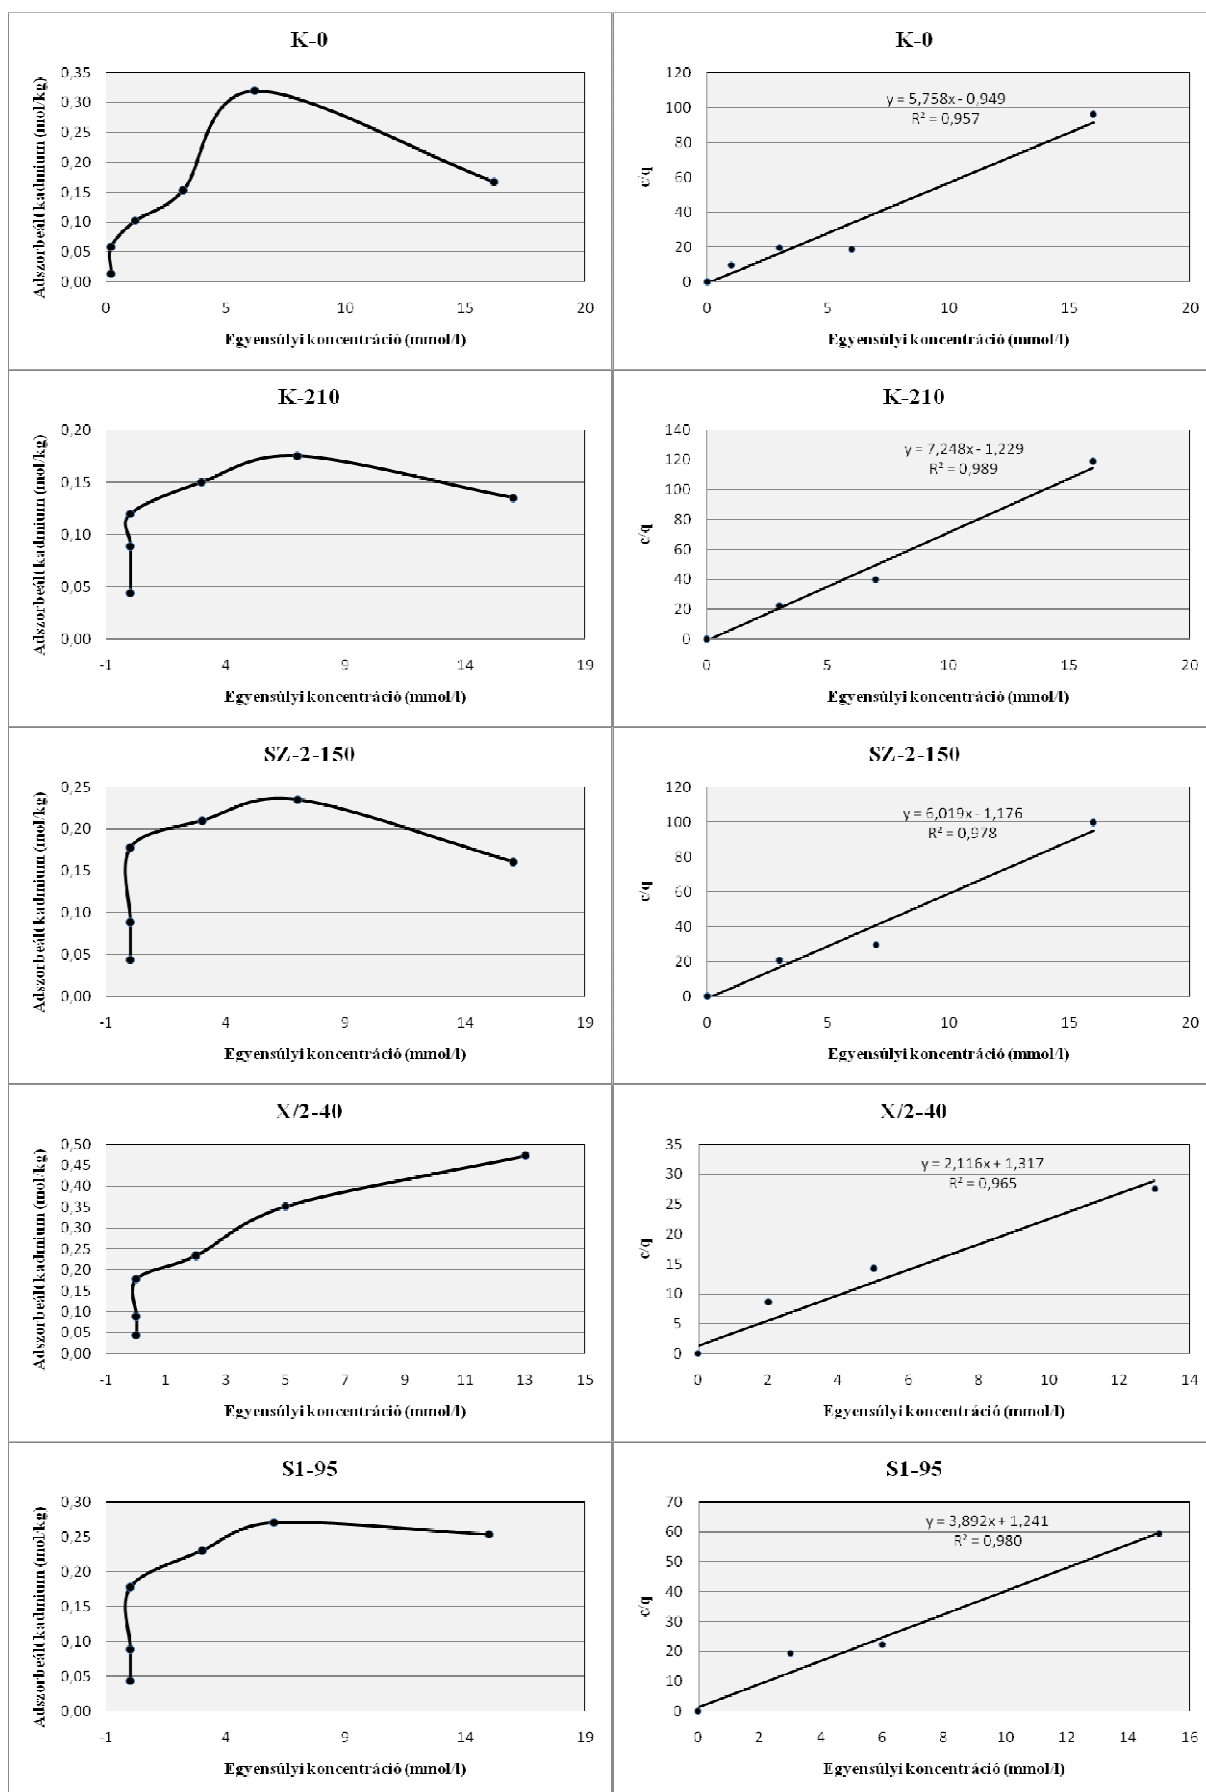 K-0
Adszorbeált kadmium (mol/kg)
0,35
0,30
0,25
0,20
0,15
0,10
0,05
0,00
0 5 10 15 20
Egyensúlyi koncentráció (mmol/l)
K-0
c/q
120
100
80
60
40
20
0
y = 5,758x - 0,949
R² = 0,957
0 5 10 15 20
Egyensúlyi koncentráció (mmol/l)
K-210
Adszorbeált kadmium (mol/kg)
0,20
0,15
0,10
0,05
0,00
-1 4 9 14 19
Egyensúlyi koncentráció (mmol/l)
K-210
c/q
140
120
100
80
60
40
20
0
y = 7,248x - 1,229
R² = 0,989
0 5 10 15 20
Egyensúlyi koncentráció (mmol/l)
SZ-2-150
Adszorbeált kadmium (mol/kg)
0,25
0,20
0,15
0,10
0,05
0,00
-1 4 9 14 19
Egyensúlyi koncentráció (mmol/l)
SZ-2-150
c/q
120
100
80
60
40
20
0
y = 6,019x - 1,176
R² = 0,978
0 5 10 15 20
Egyensúlyi koncentráció (mmol/l)
X/2-40
Adszorbeált kadmium (mol/kg)
0,50
0,45
0,40
0,35
0,30
0,25
0,20
0,15
0,10
0,05
0,00
-1 1 3 5 7 9 11 13 15
Egyensúlyi koncentráció (mmol/l)
X/2-40
c/q
35
30
25
20
15
10
5
0
y = 2,116x + 1,317
R² = 0,965
0 2 4 6 8 10 12 14
Egyensúlyi koncentráció (mmol/l)
S1-95
Adszorbeált kadmium (mol/kg)
0,30
0,25
0,20
0,15
0,10
0,05
0,00
-1 4 9 14 19
Egyensúlyi koncentráció (mmol/l)
S1-95
c/q
70
60
50
40
30
20
10
0
y = 3,892x + 1,241
R² = 0,980
0 2 4 6 8 10 12 14 16
Egyensúlyi koncentráció (mmol/l)